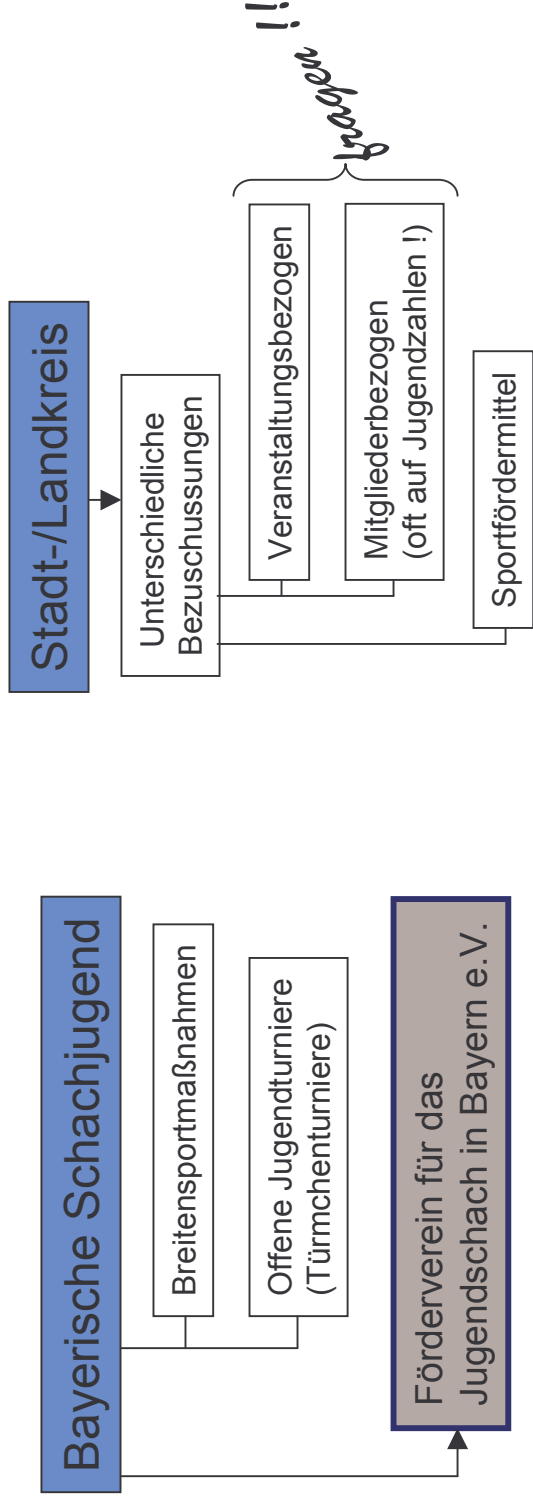 Bayerische Schachjugend
Breitensportmaßnahmen
Offene Jugendturniere
(Türmchenturniere)
Förderverein für das
Jugendschach in Bayern e.V.
Stadt-/Landkreis
Unterschiedliche
Bezuschussungen
Veranstaltungsbezogen
Mitgliederbezogen
(oft auf Jugendzahlen !)
Sportfördermittel
fragen !!